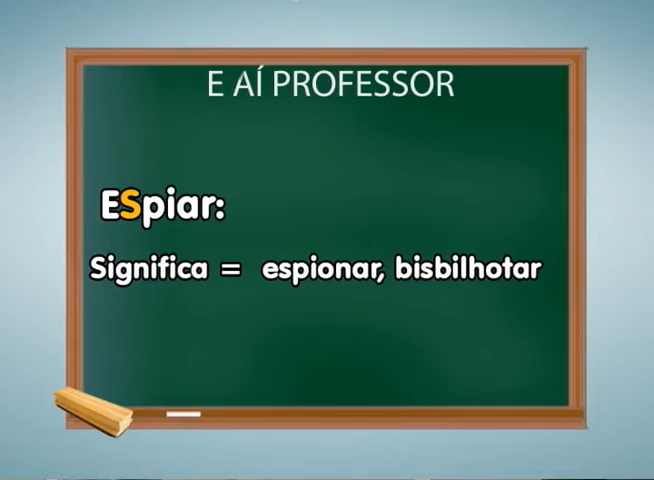 E AÍ PROFESSOR
ESpiar:
Significa = espionar, bisbilhotar